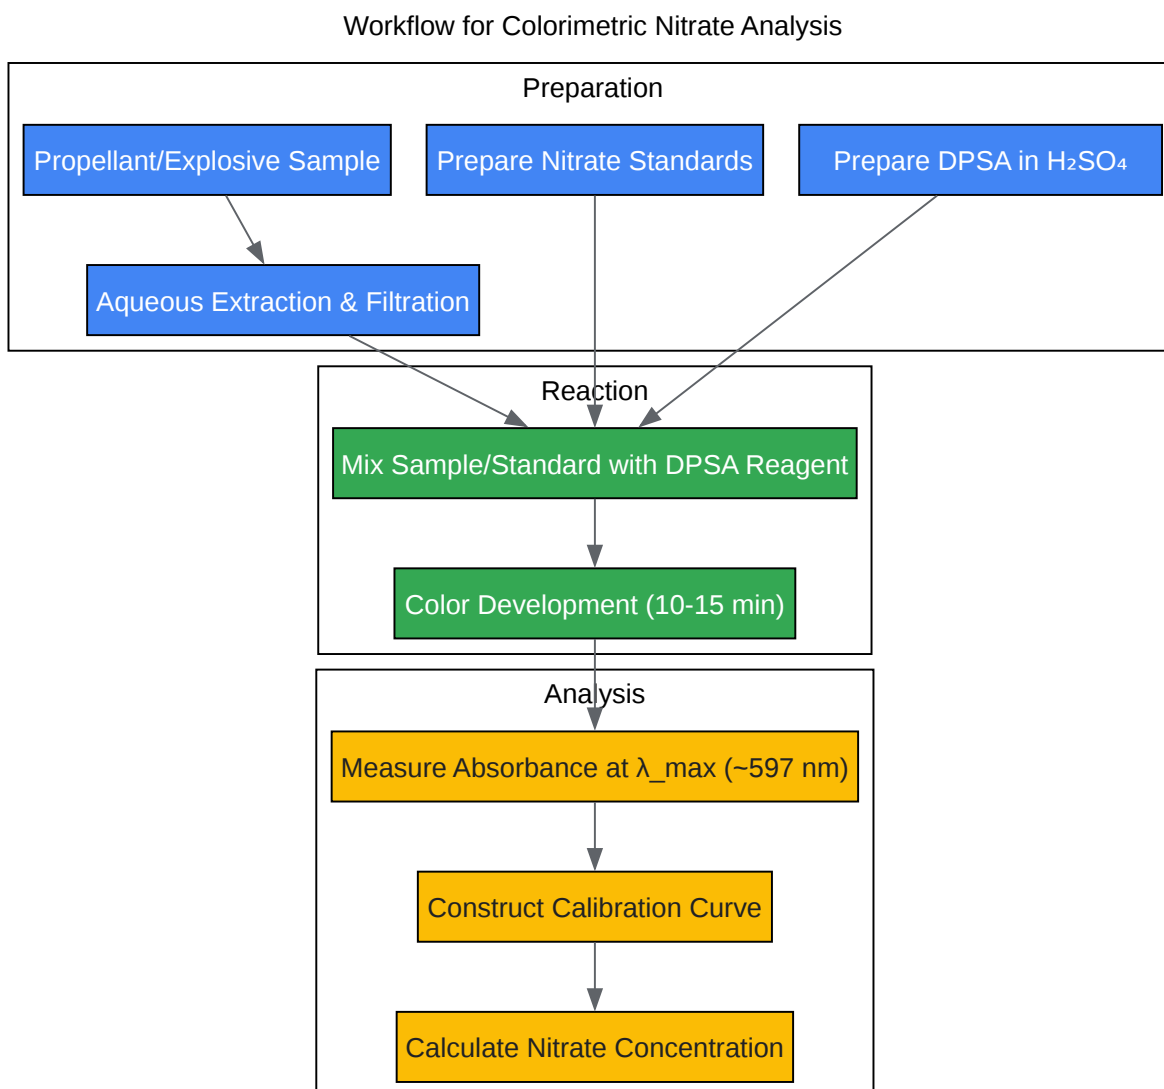 Workflow for Colorimetric Nitrate Analysis
Preparation
Propellant/Explosive Sample
Prepare Nitrate Standards
Prepare DPSA in H₂SO₄
Aqueous Extraction & Filtration
Reaction
Mix Sample/Standard with DPSA Reagent
Color Development (10-15 min)
Analysis
Measure Absorbance at λ_max (~597 nm)
Construct Calibration Curve
Calculate Nitrate Concentration